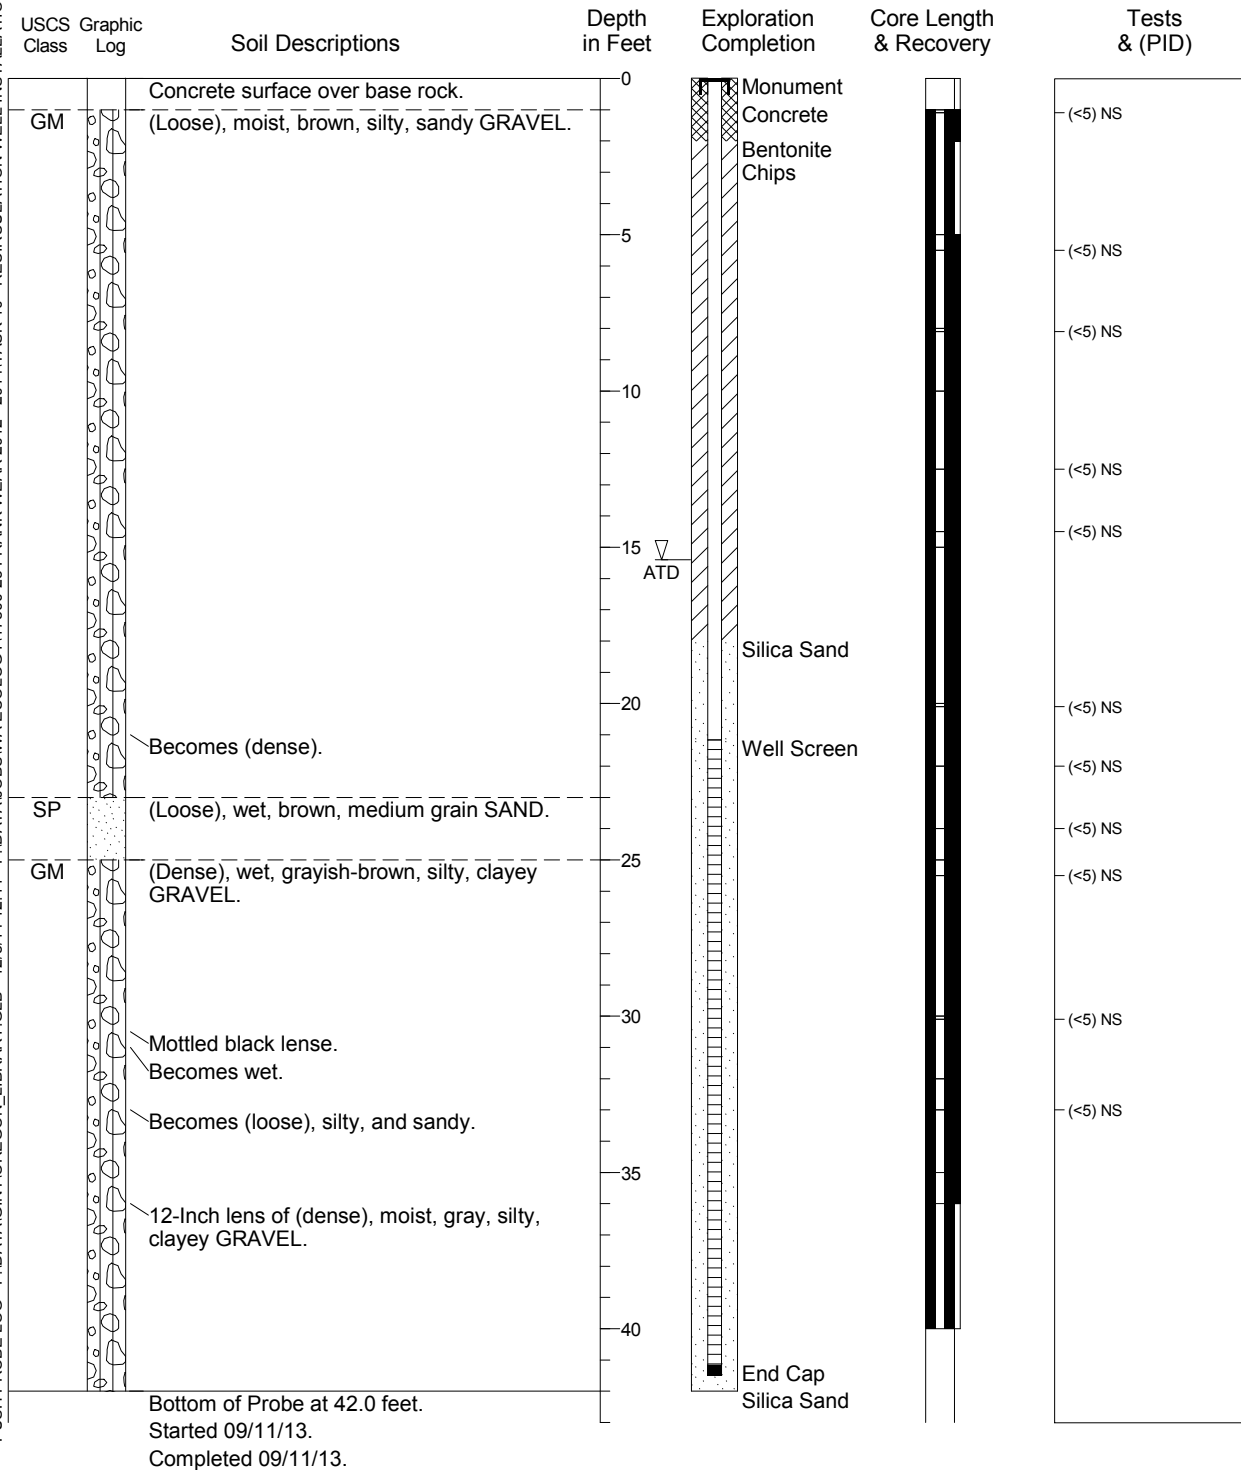 USCS Class
Graphic Log
Soil Descriptions
Depth in Feet
Exploration Completion
Core Length & Recovery
Tests & (PID)
0
Concrete surface over base rock.
Monument
GM
(Loose), moist, brown, silty, sandy GRAVEL.
Concrete
(<5) NS
Bentonite
Chips
5
(<5) NS
(<5) NS
10
(<5) NS
(<5) NS
15
ATD
Silica Sand
20
(<5) NS
Becomes (dense).
Well Screen
(<5) NS
SP
(Loose), wet, brown, medium grain SAND.
(<5) NS
25
GM
(Dense), wet, grayish-brown, silty, clayey
GRAVEL.
(<5) NS
30
(<5) NS
Mottled black lense.
Becomes wet.
Becomes (loose), silty, and sandy.
(<5) NS
35
12-Inch lens of (dense), moist, gray, silty,
clayey GRAVEL.
40
End Cap
Silica Sand
Bottom of Probe at 42.0 feet.
Started 09/11/13.
Completed 09/11/13.